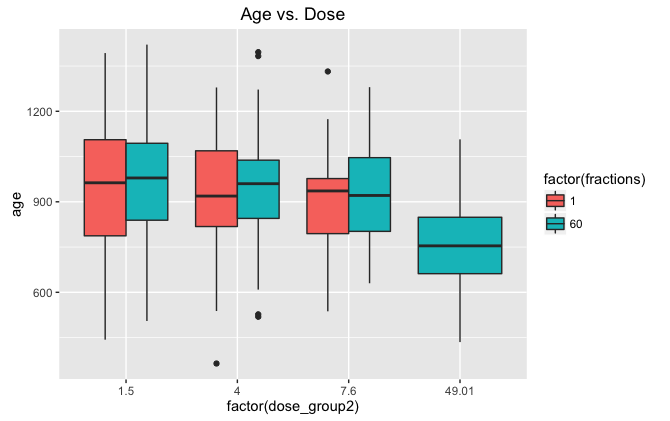 Age vs. Dose
1200
900
600
age
1.5
4
7.6
49.01
factor(dose_group2)
factor(fractions)
1
60